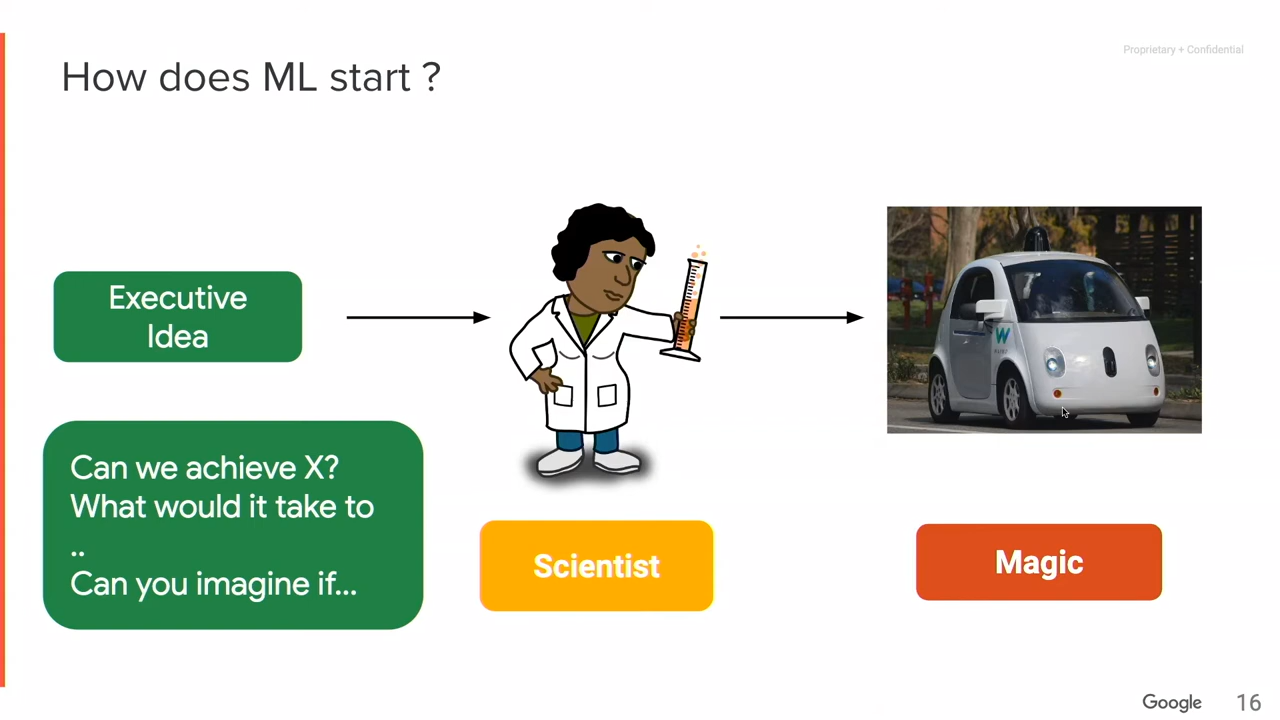 Proprietary + Confidential
How does ML start ?
Executive
Idea
Can we achieve X?
What would it take to
..
Can you imagine if...
Scientist
Magic
Google
16